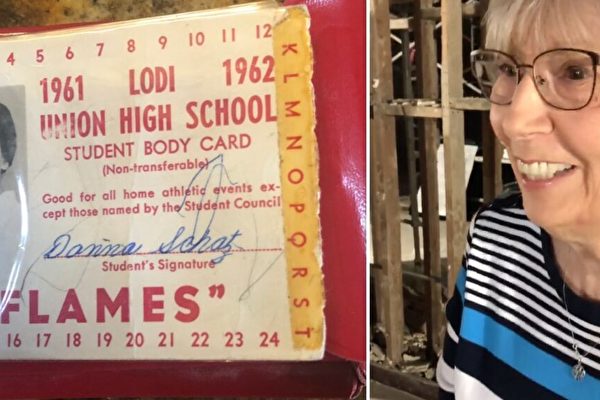 4 5 6 7 8 9 10 11 12
1961 LODI 1962
UNION HIGH SCHOOL
STUDENT BODY CARD
(Non-transferable)
Good for all home athletic events ex-
cept those named by the Student Council
Donna Schatz
Student's Signature
FLAMES"
16 17 18 19 20 21 22 23 24
K L M N O P Q R S T